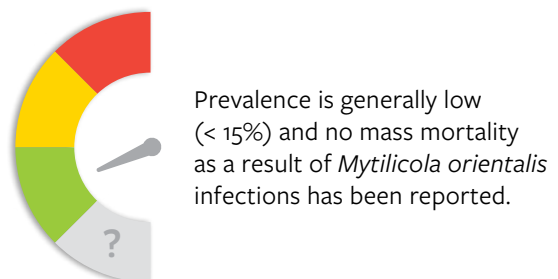 Prevalence is generally low
(< 15%) and no mass mortality
as a result of Mytilicola orientalis
infections has been reported.
?